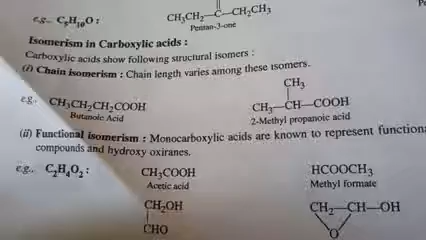 e.g., C₅H₁₀O :
CH₃CH₂—C—CH₂CH₃
Pentan-3-one
Isomerism in Carboxylic acids :
Carboxylic acids show following structural isomers :
(i) Chain isomerism : Chain length varies among these isomers.
CH₃
e.g. CH₃CH₂CH₂COOH CH₃—CH—COOH
Butanoic Acid 2-Methyl propanoic acid
(ii) Functional isomerism : Monocarboxylic acids are known to represent
compounds and hydroxy oxiranes.
e.g., C₂H₄O₂ : CH₃COOH HCOOCH₃
Acetic acid Methyl formate
CH₂OH CH₂—CH—OH
CHO O